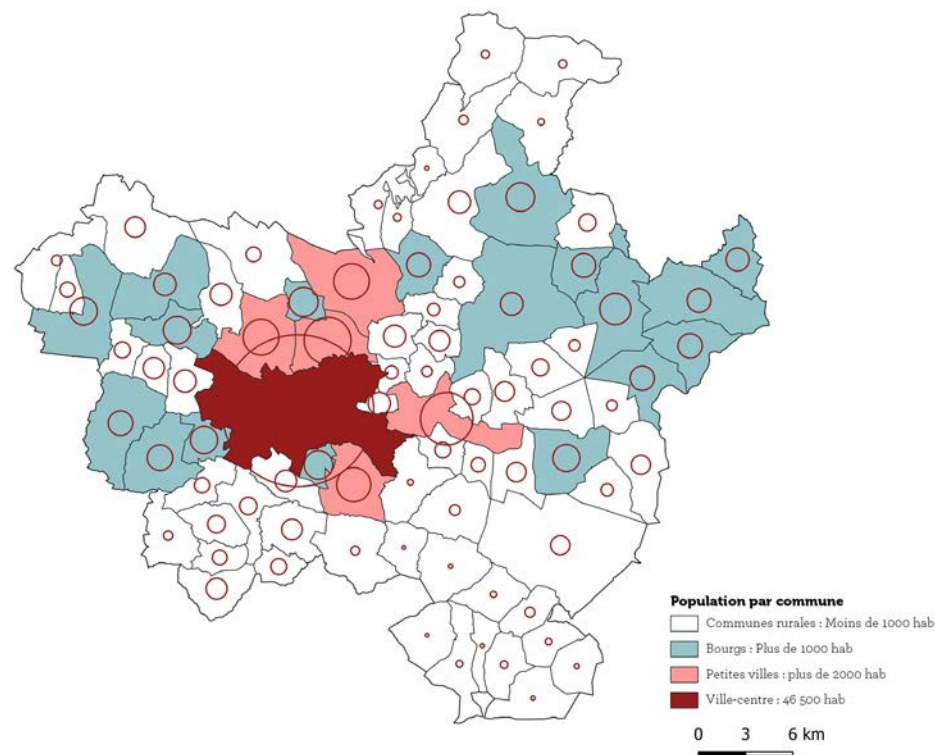 Population par commune
Communes rurales : Moins de 1000 hab
Bourgs : Plus de 1000 hab
Petites villes : plus de 2000 hab
Ville-centre : 46 500 hab
0 3 6 km